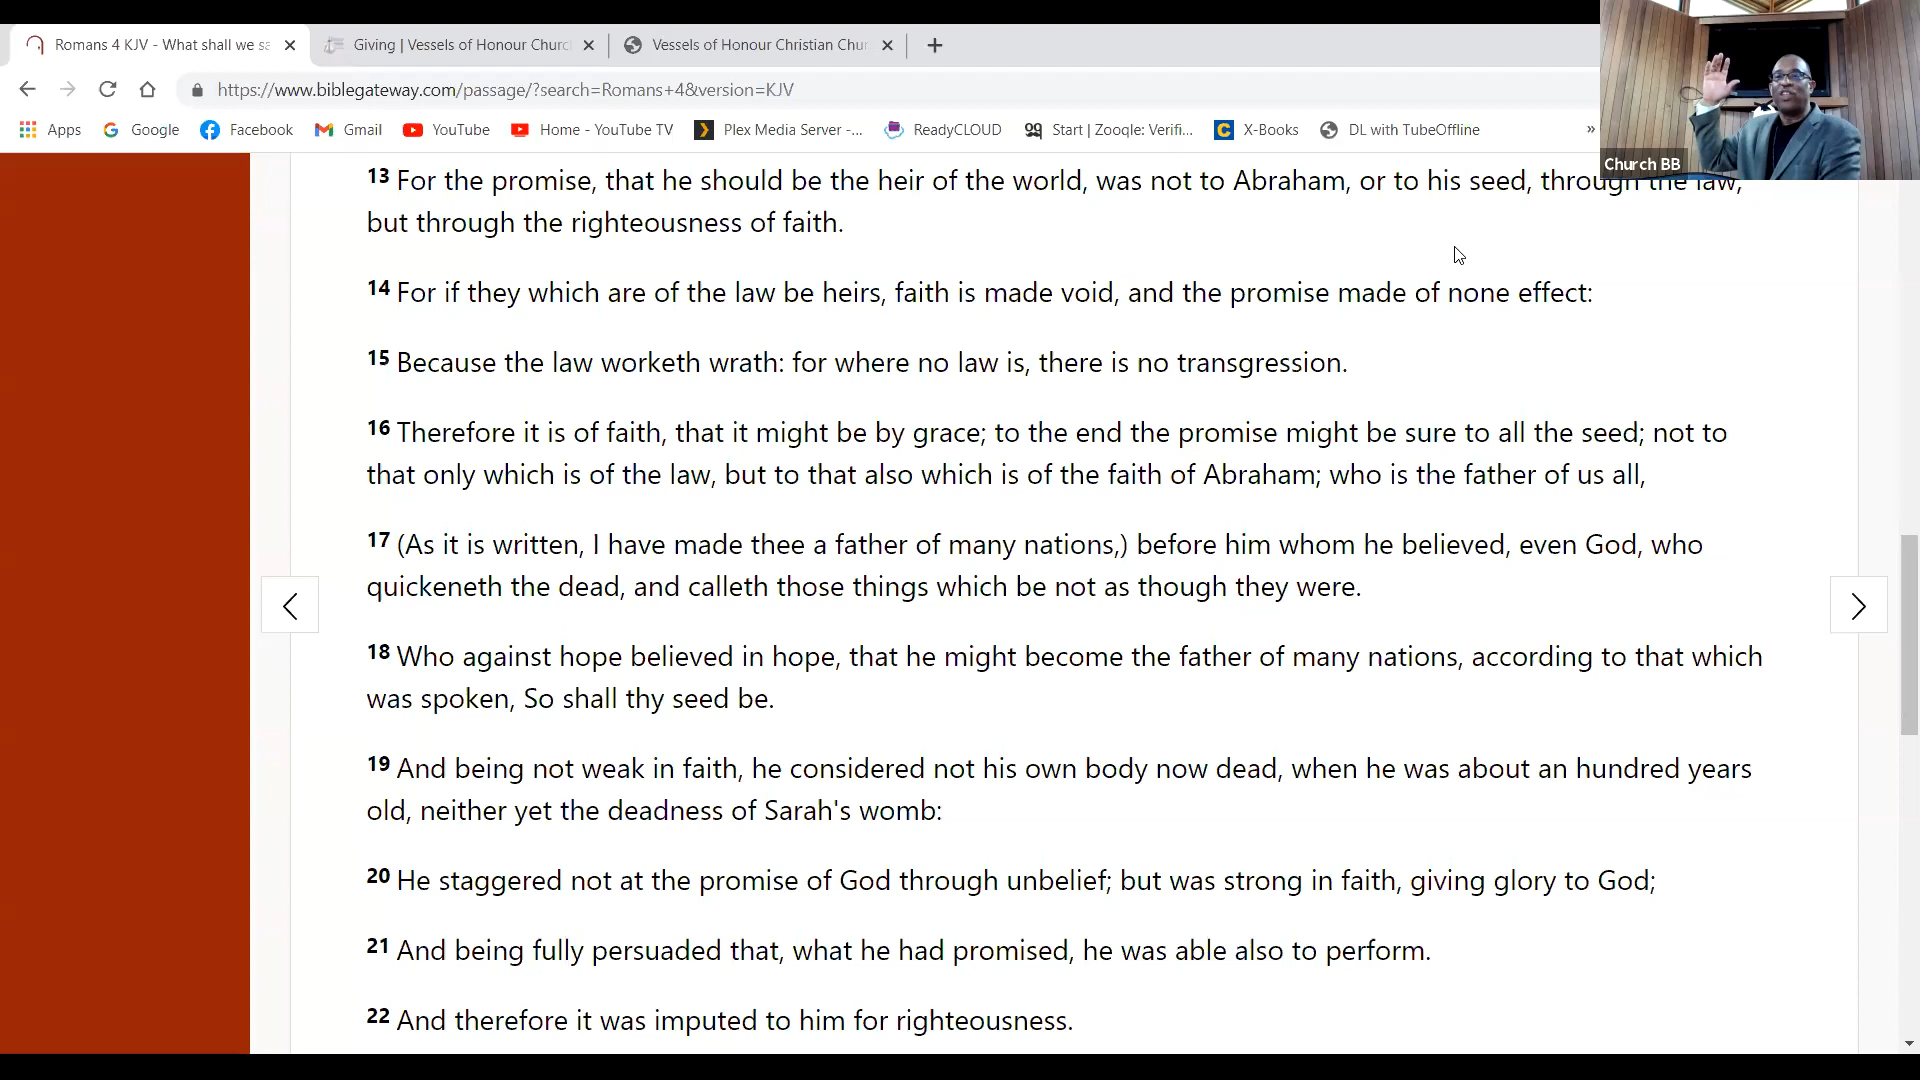 Romans 4 KJV - What shall we sa
Giving | Vessels of Honour Churc
Vessels of Honour Christian Chur
https://www.biblegateway.com/passage/?search=Romans+4&version=KJV
Apps Google Facebook Gmail YouTube Home - YouTube TV Plex Media Server -... ReadyCLOUD Start | Zooqle: Verifi... X-Books DL with TubeOffline »
Church BB
13 For the promise, that he should be the heir of the world, was not to Abraham, or to his seed, through the law,
but through the righteousness of faith.
14 For if they which are of the law be heirs, faith is made void, and the promise made of none effect:
15 Because the law worketh wrath: for where no law is, there is no transgression.
16 Therefore it is of faith, that it might be by grace; to the end the promise might be sure to all the seed; not to
that only which is of the law, but to that also which is of the faith of Abraham; who is the father of us all,
17 (As it is written, I have made thee a father of many nations,) before him whom he believed, even God, who
quickeneth the dead, and calleth those things which be not as though they were.
18 Who against hope believed in hope, that he might become the father of many nations, according to that which
was spoken, So shall thy seed be.
19 And being not weak in faith, he considered not his own body now dead, when he was about an hundred years
old, neither yet the deadness of Sarah's womb:
20 He staggered not at the promise of God through unbelief; but was strong in faith, giving glory to God;
21 And being fully persuaded that, what he had promised, he was able also to perform.
22 And therefore it was imputed to him for righteousness.